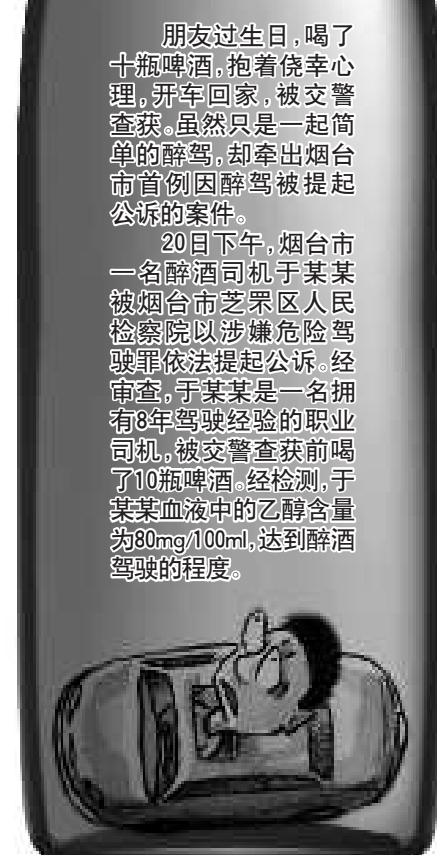 朋友过生日,喝了
十瓶啤酒,抱着侥幸心
理,开车回家,被交警
查获。虽然只是一起简
单的醉驾,却牵出烟台
市首例因醉驾被提起
公诉的案件。
20日下午,烟台市
一名醉酒司机于某某
被烟台市芝罘区人民
检察院以涉嫌危险驾
驶罪依法提起公诉。经
审查,于某某是一名拥
有8年驾驶经验的职业
司机,被交警查获前喝
了10瓶啤酒。经检测,于
某某血液中的乙醇含量
为80mg/100ml,达到醉酒
驾驶的程度。